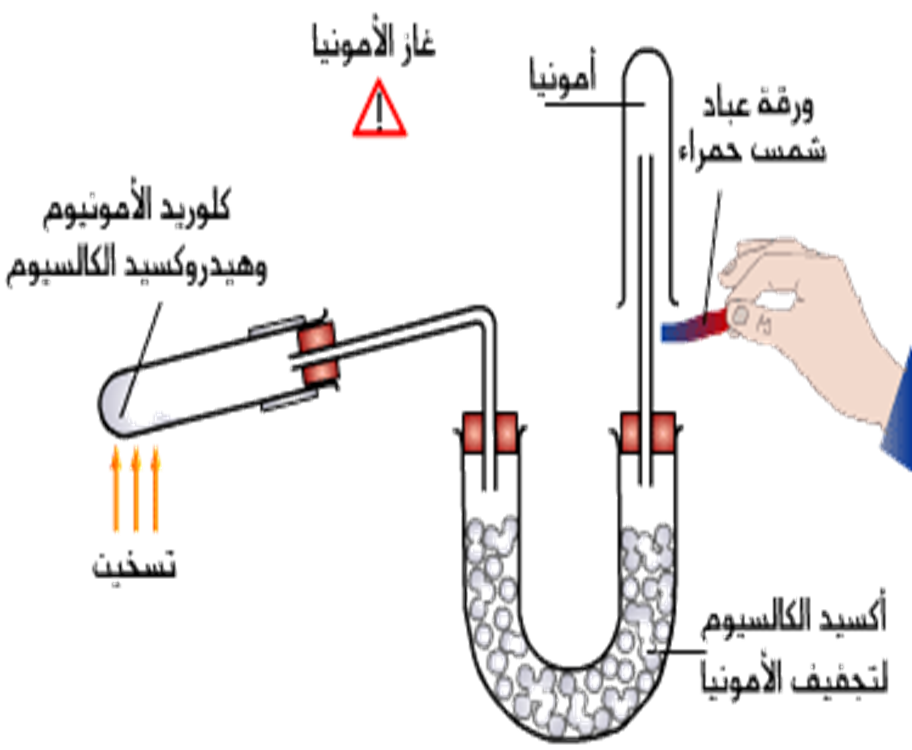 غاز الأمونيا
أمونيا
ورقة عباد
شمس حمراء
كلوريد الأمونيوم
وهيدروكسيد الكالسيوم
تسخين
أكسيد الكالسيوم
لتجفيف الأمونيا